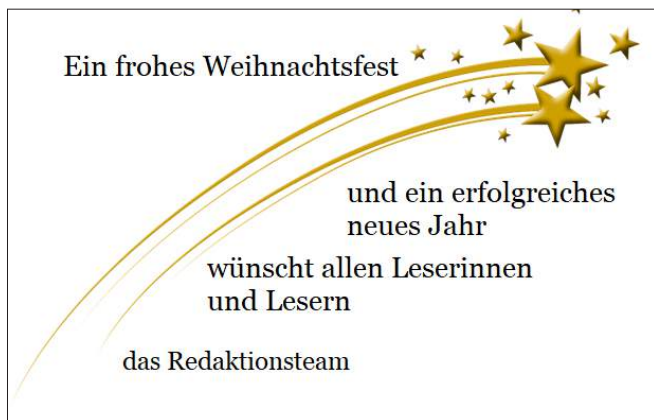 Ein frohes Weihnachtsfest
und ein erfolgreiches
neues Jahr
wünscht allen Leserinnen
und Lesern
das Redaktionsteam